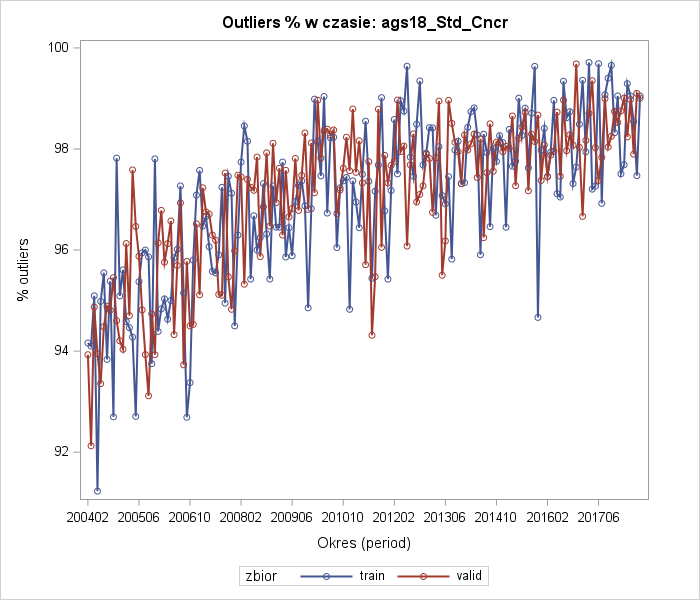 Outliers % w czasie: ags18_Std_Cncr
% outliers
100
98
96
94
92
200402 200506 200610 200802 200906 201010 201202 201306 201410 201602 201706
Okres (period)
zbior train valid